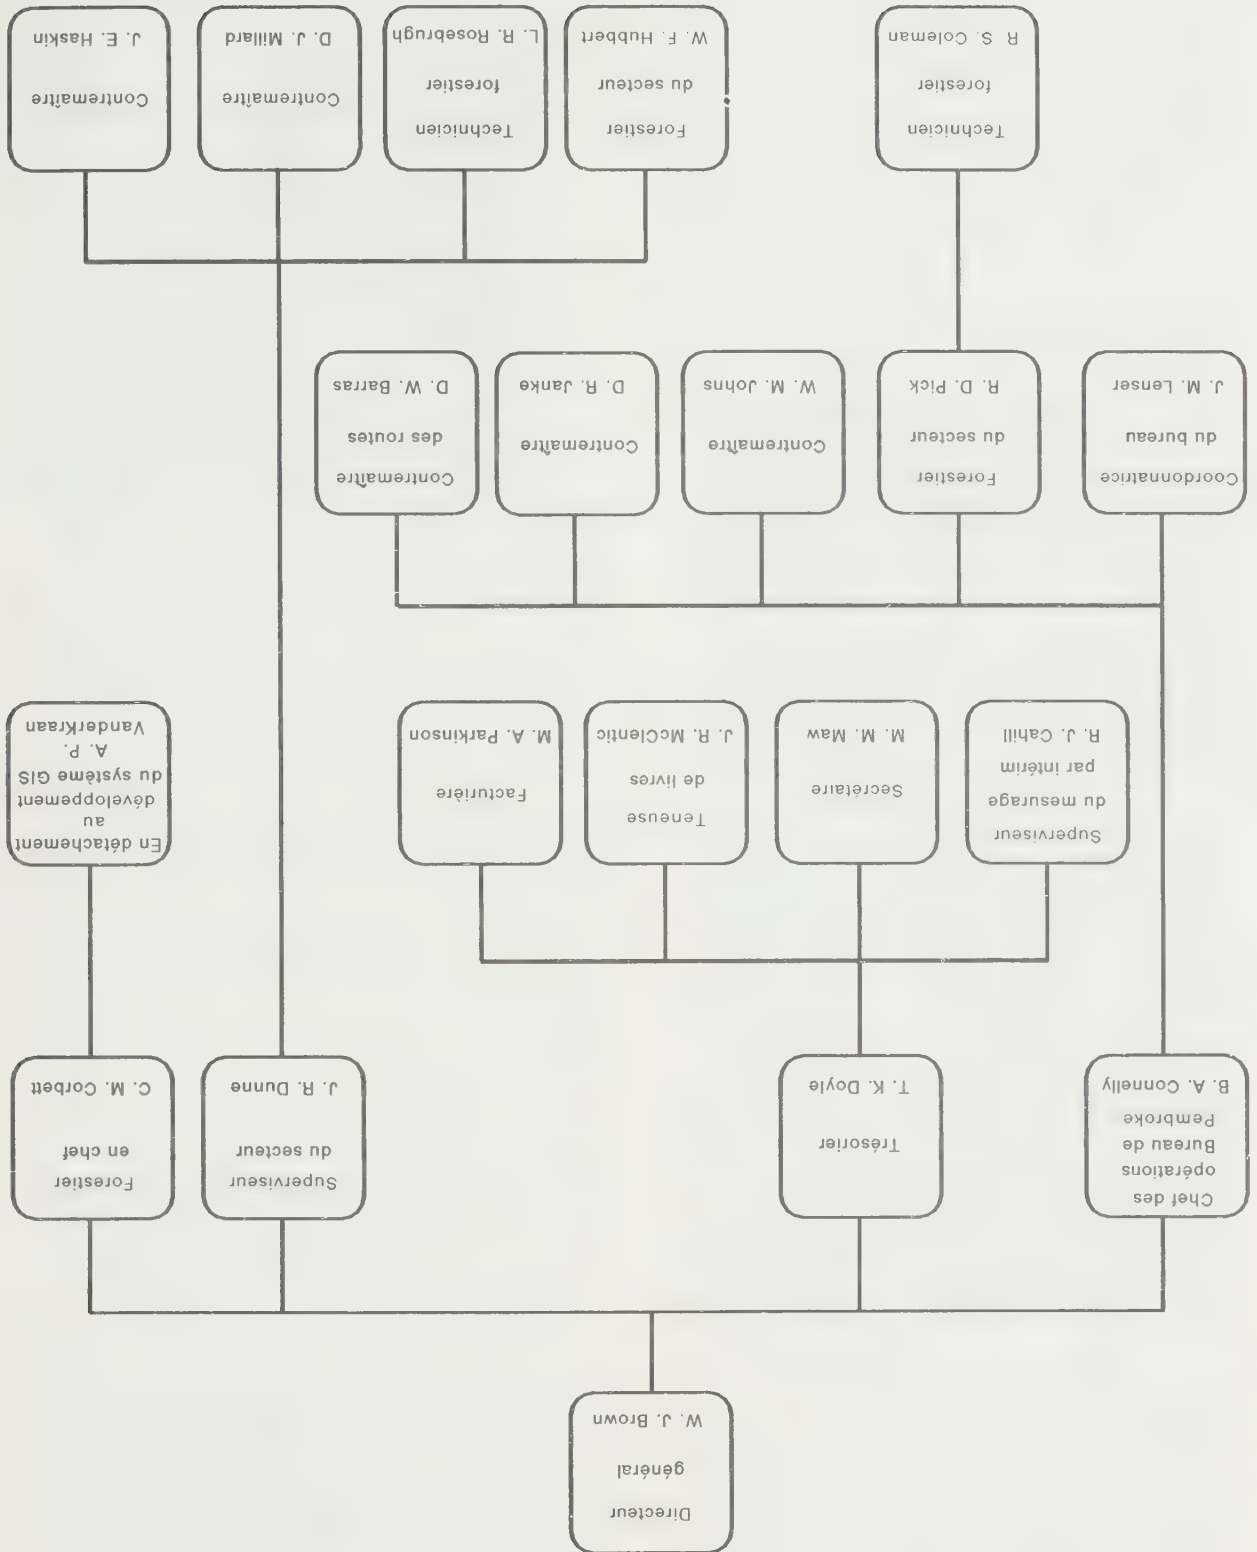 Directeur
général
W. J. Brown
Chef des
opérations
Bureau de
Pembroke
B. A. Connelly
Trésorier
T. K Doyle
Superviseur
du secteur
J. R. Dunne
Forestier
en chef
C. M. Corbett
Superviseur
du mesurage
par intérim
R. J. Cahill
Secrétaire
M. M. Maw
Teneuse
de livres
J. R. McClentic
Facturière
M. A. Parkinson
En détachement
au
développement
du système GIS
A. P.
VanderKraan
Coordonnatrice
du bureau
J. M. Lenser
Forestier
du secteur
R. D. Pick
Contremaître
W. M. Johns
Contremaître
D. R. Janke
Contremaître
des routes
D. W. Barras
Technicien
forestier
R S. Coleman
Forestier
du secteur
W. F. Hubbert
Technicien
forestier
L. R. Rosebrugh
Contremaître
D. J. Millard
Contremaître
J. E. Haskin